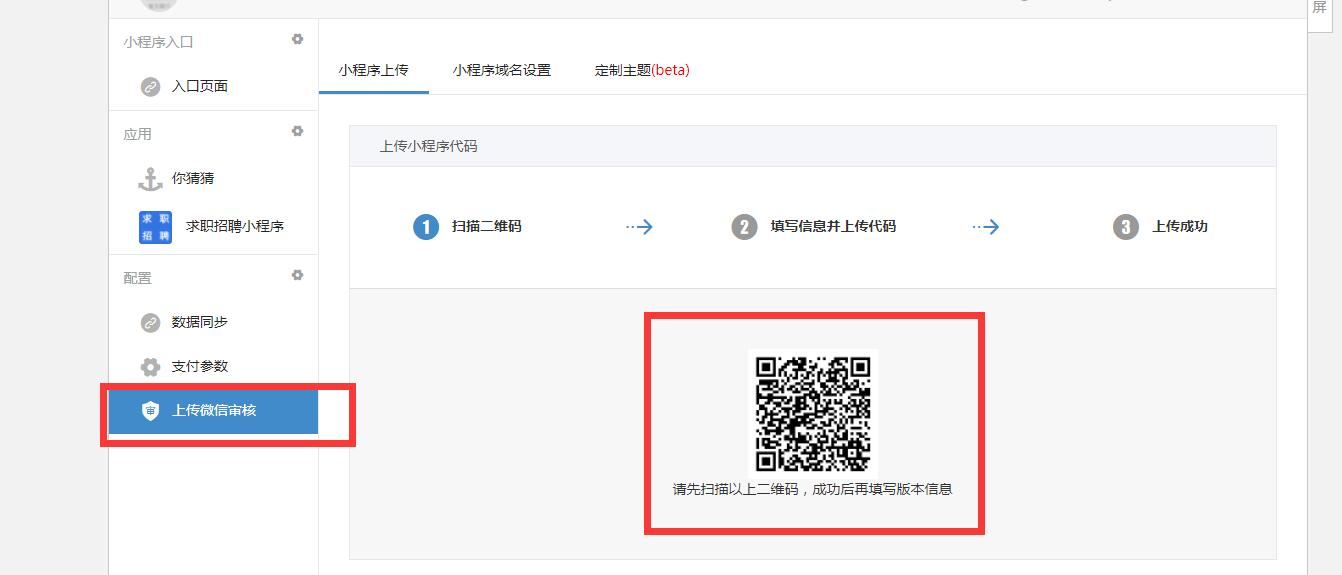 屏
小程序入口
入口页面
应用
你猜猜
求职
招聘
求职招聘小程序
配置
数据同步
支付参数
审
上传微信审核
小程序上传
小程序域名设置
定制主题(beta)
上传小程序代码
1 扫描二维码
2 填写信息并上传代码
3 上传成功
请先扫描以上二维码，成功后再填写版本信息